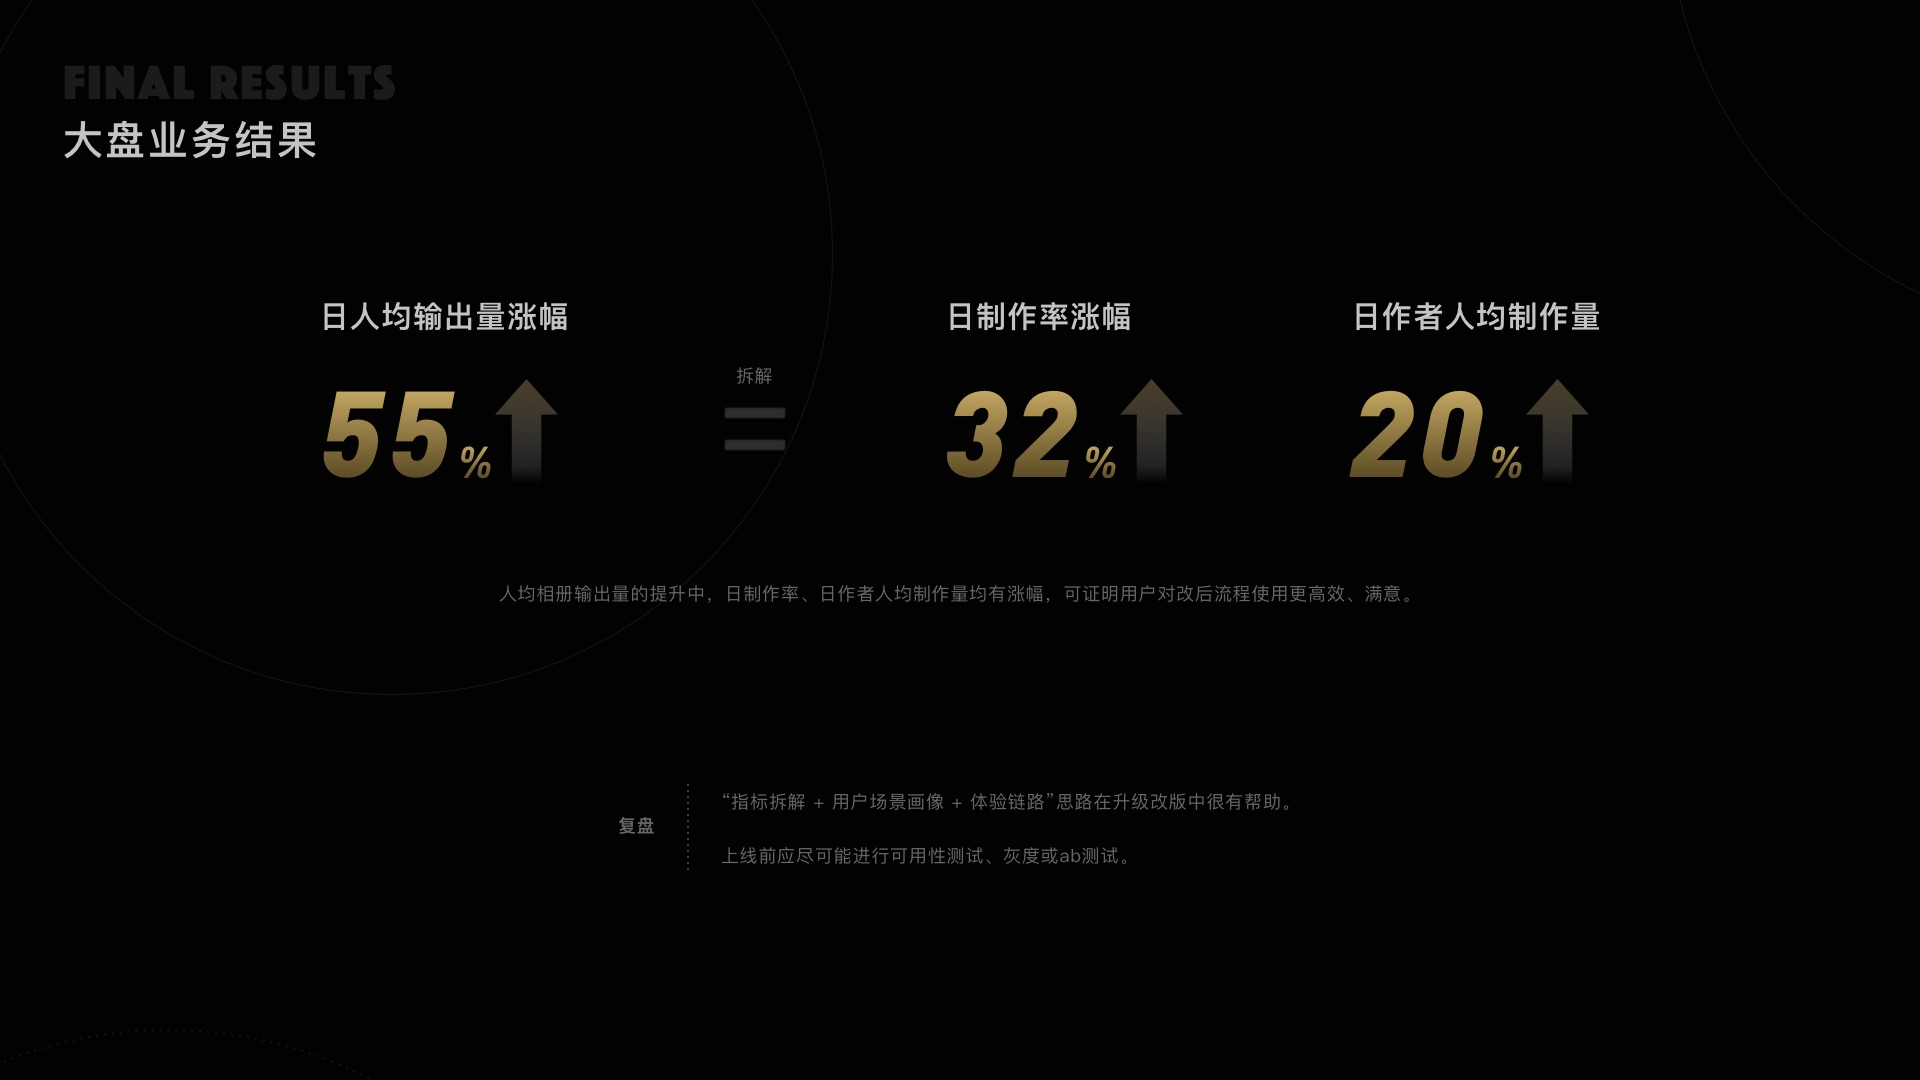 FINAL RESULTS
大盘业务结果
日人均输出量涨幅
日制作率涨幅
日作者人均制作量
拆解
55%
=
32%
20%
人均相册输出量的提升中，日制作率、日作者人均制作量均有涨幅，可证明用户对改后流程使用更高效、满意。
复盘
“指标拆解 + 用户场景画像 + 体验链路”思路在升级改版中很有帮助。
上线前应尽可能进行可用性测试、灰度或ab测试。